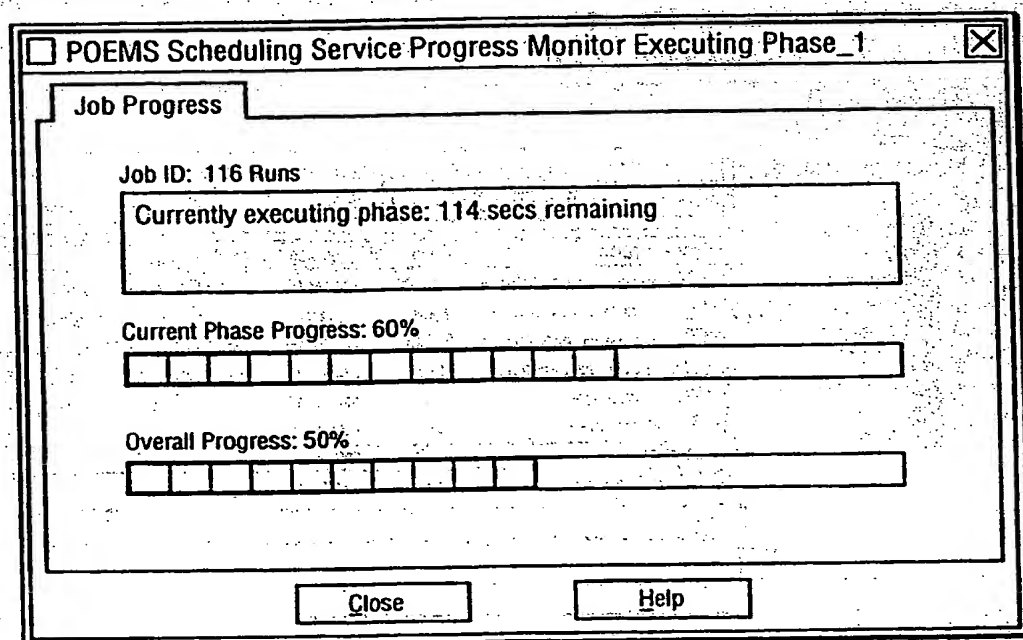 POEMS Scheduling Service Progress Monitor Executing Phase_1
Job Progress
Job ID: 116 Runs
Currently executing phase: 114 secs remaining
Current Phase Progress: 60%
Overall Progress: 50%
Close
Help